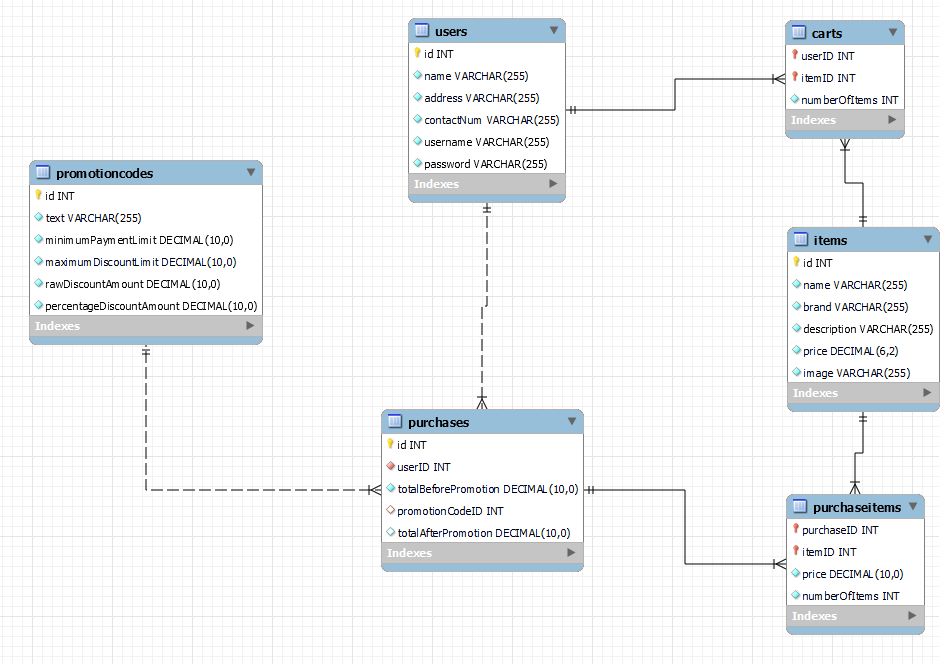 users
id INT
name VARCHAR(255)
address VARCHAR(255)
contactNum VARCHAR(255)
username VARCHAR(255)
password VARCHAR(255)
Indexes
carts
userID INT
itemID INT
numberOfItems INT
Indexes
promotioncodes
id INT
text VARCHAR(255)
minimumPaymentLimit DECIMAL(10,0)
maximumDiscountLimit DECIMAL(10,0)
rawDiscountAmount DECIMAL(10,0)
percentageDiscountAmount DECIMAL(10,0)
Indexes
items
id INT
name VARCHAR(255)
brand VARCHAR(255)
description VARCHAR(255)
price DECIMAL(6,2)
image VARCHAR(255)
Indexes
purchases
id INT
userID INT
totalBeforePromotion DECIMAL(10,0)
promotionCodeID INT
totalAfterPromotion DECIMAL(10,0)
Indexes
purchaseitems
purchaseID INT
itemID INT
price DECIMAL(10,0)
numberOfItems INT
Indexes